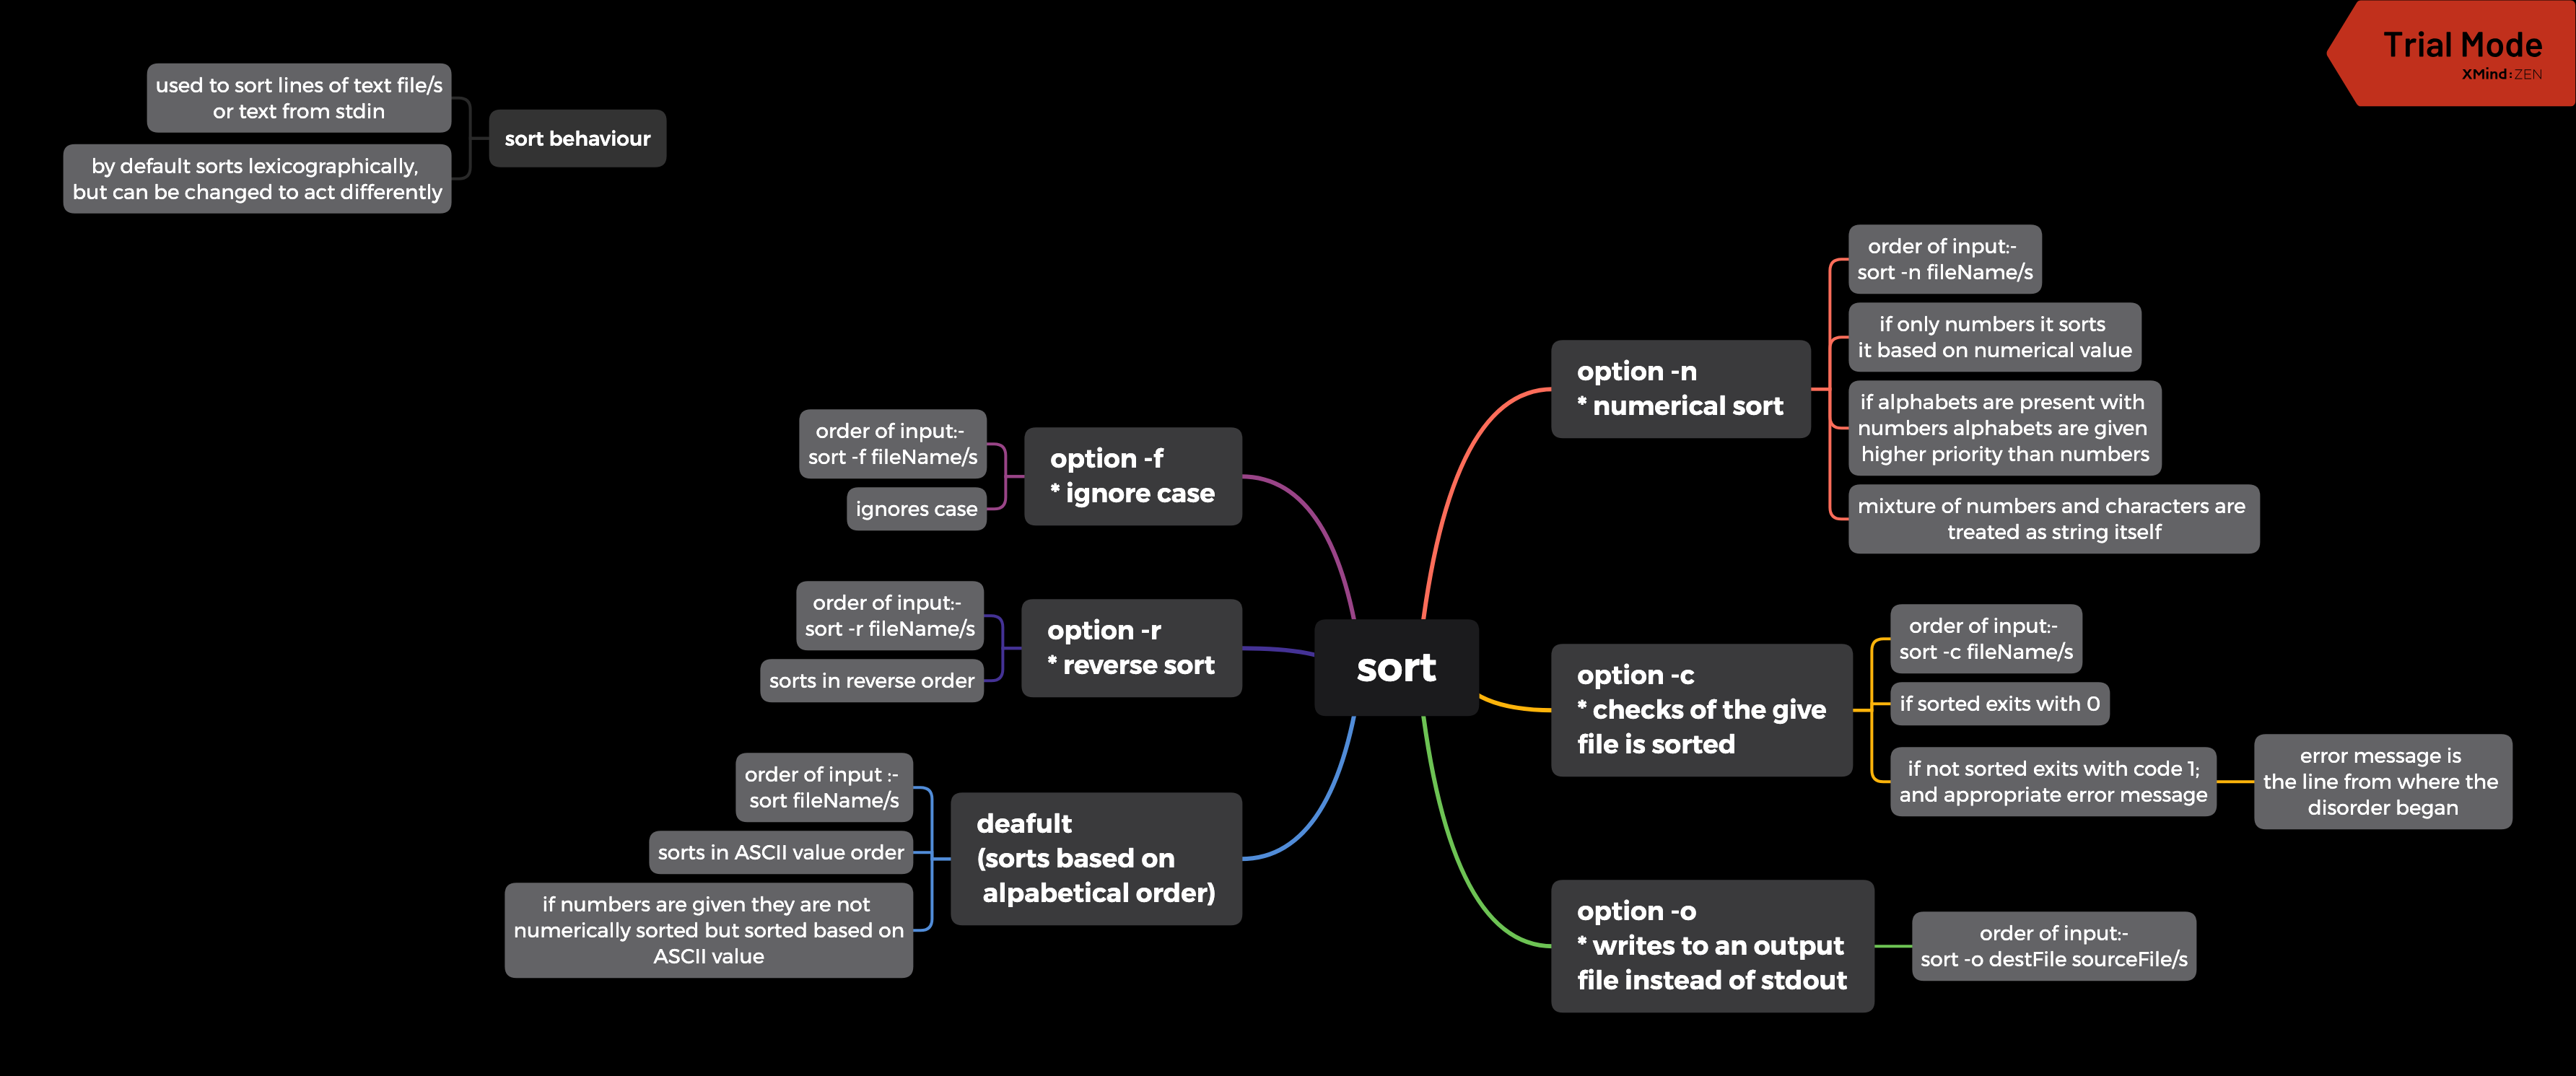 Trial Mode
XMind:ZEN
used to sort lines of text file/s
or text from stdin
by default sorts lexicographically,
but can be changed to act differently
sort behaviour
order of input:-
sort -f fileName/s
ignores case
option -f
* ignore case
order of input:-
sort -r fileName/s
sorts in reverse order
option -r
* reverse sort
order of input :-
sort fileName/s
sorts in ASCII value order
if numbers are given they are not
numerically sorted but sorted based on
ASCII value
deafult
(sorts based on
alpabetical order)
sort
option -n
* numerical sort
order of input:-
sort -n fileName/s
if only numbers it sorts
it based on numerical value
if alphabets are present with
numbers alphabets are given
higher priority than numbers
mixture of numbers and characters are
treated as string itself
option -c
* checks of the give
file is sorted
order of input:-
sort -c fileName/s
if sorted exits with 0
if not sorted exits with code 1;
and appropriate error message
error message is
the line from where the
disorder began
option -o
* writes to an output
file instead of stdout
order of input:-
sort -o destFile sourceFile/s